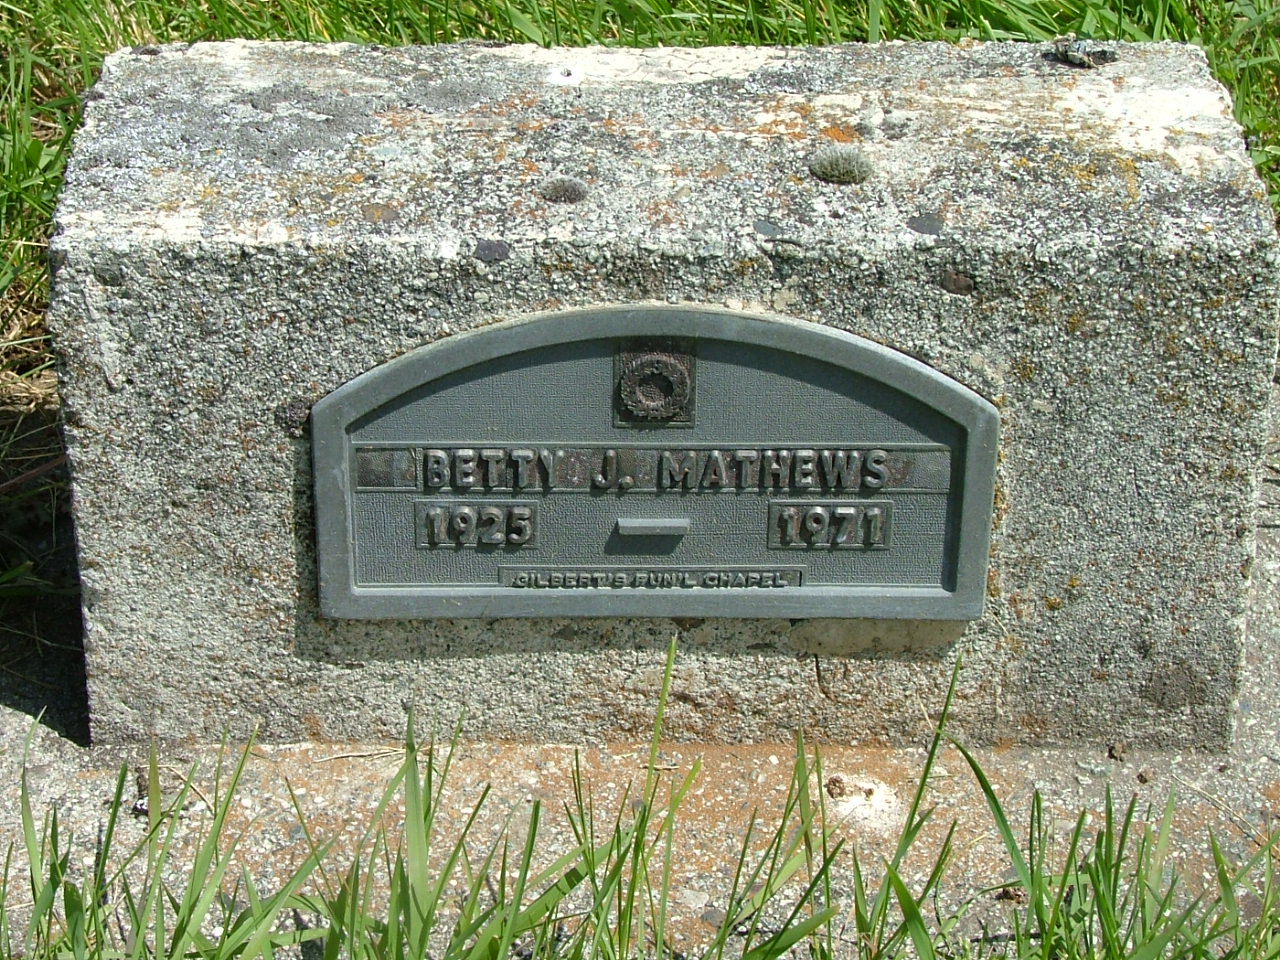 BETTY J. MATHEWS
1925 — 1971
GILBERT'S FUN'L CHAPEL